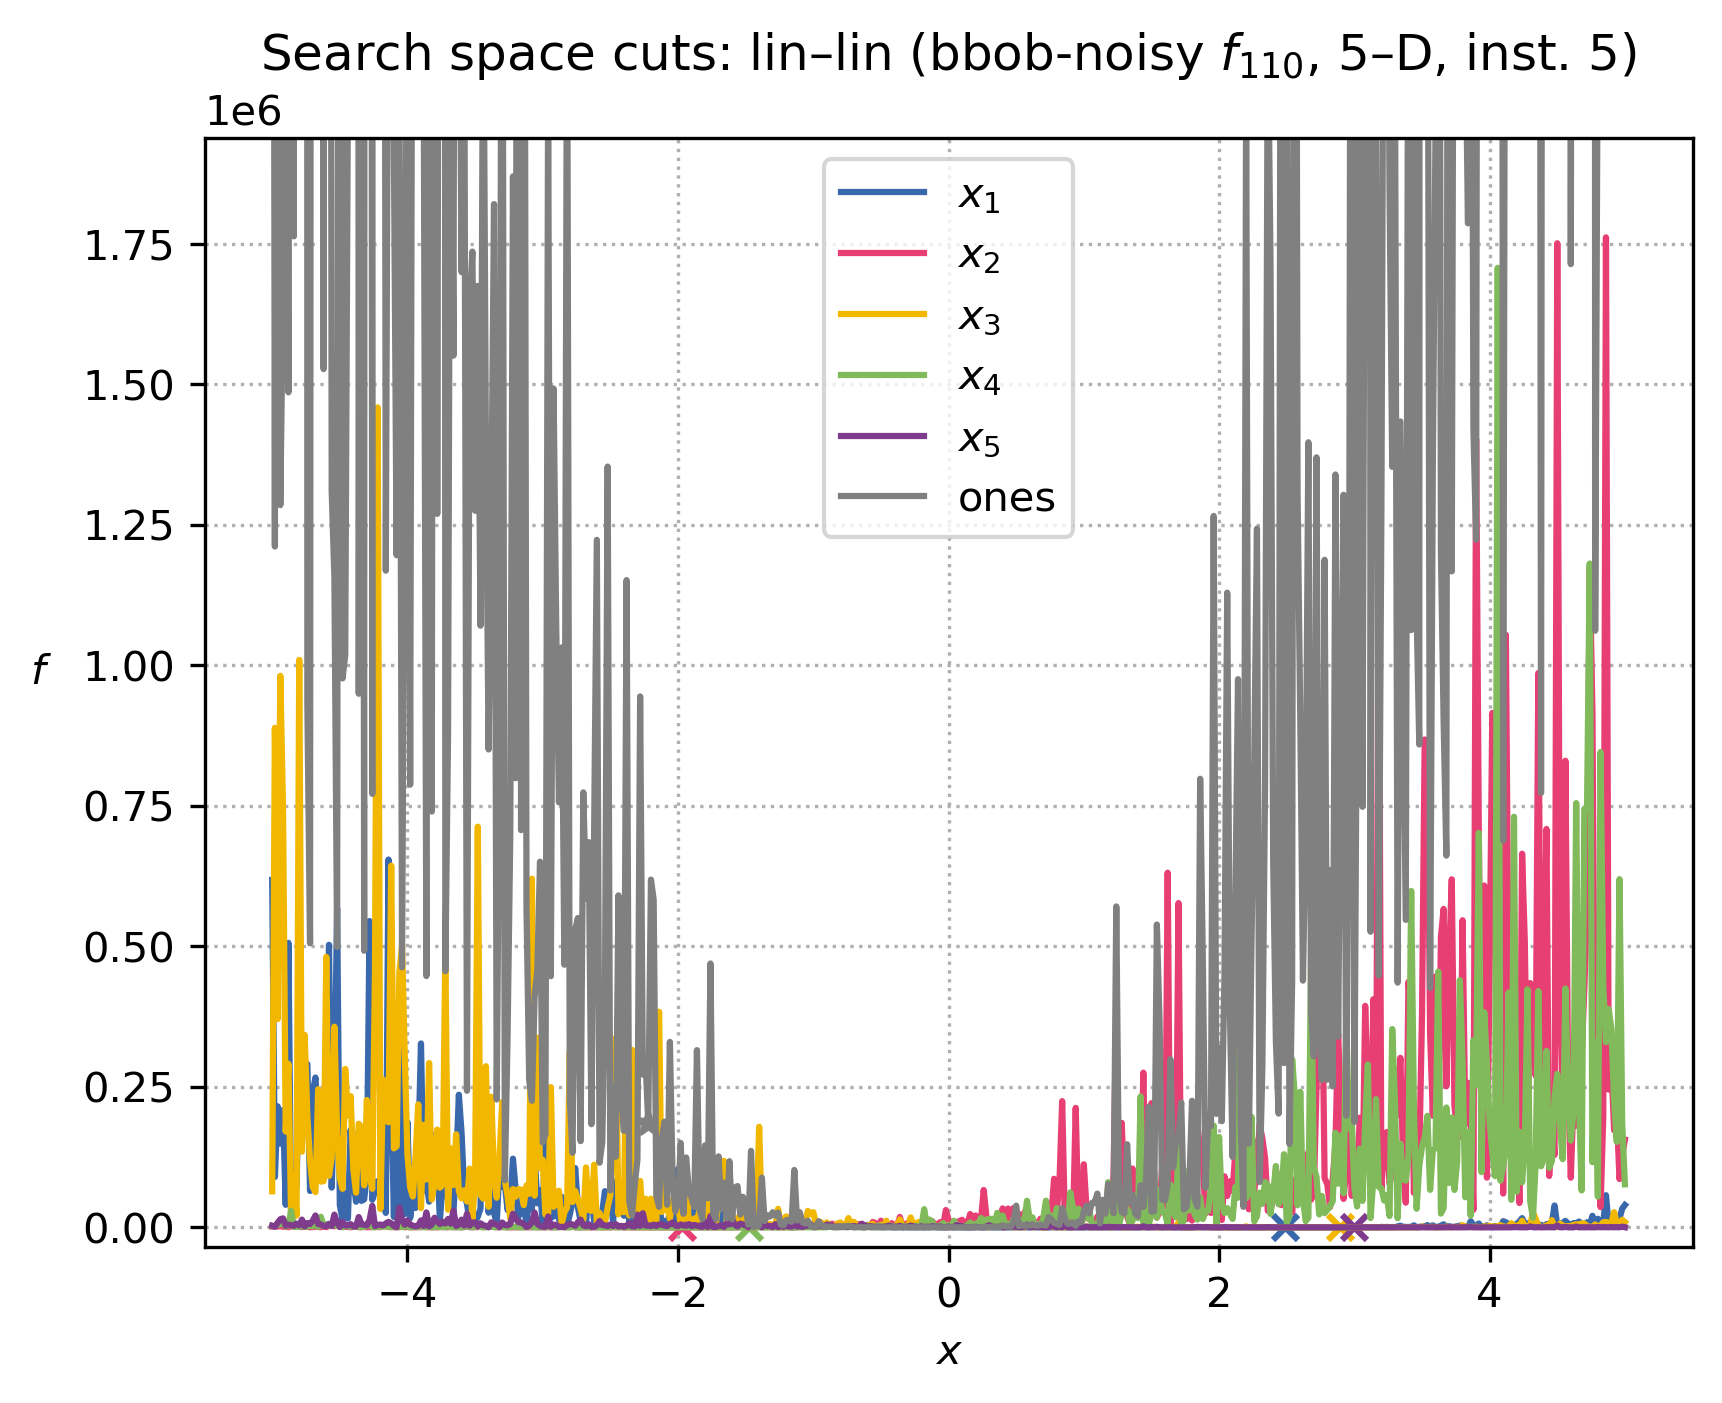 Search space cuts: lin–lin (bbob-noisy f₁₁₀, 5–D, inst. 5)
1e6
x₁
x₂
x₃
x₄
x₅
ones
1.75
1.50
1.25
1.00
0.75
0.50
0.25
0.00
f
−4
−2
0
2
4
x